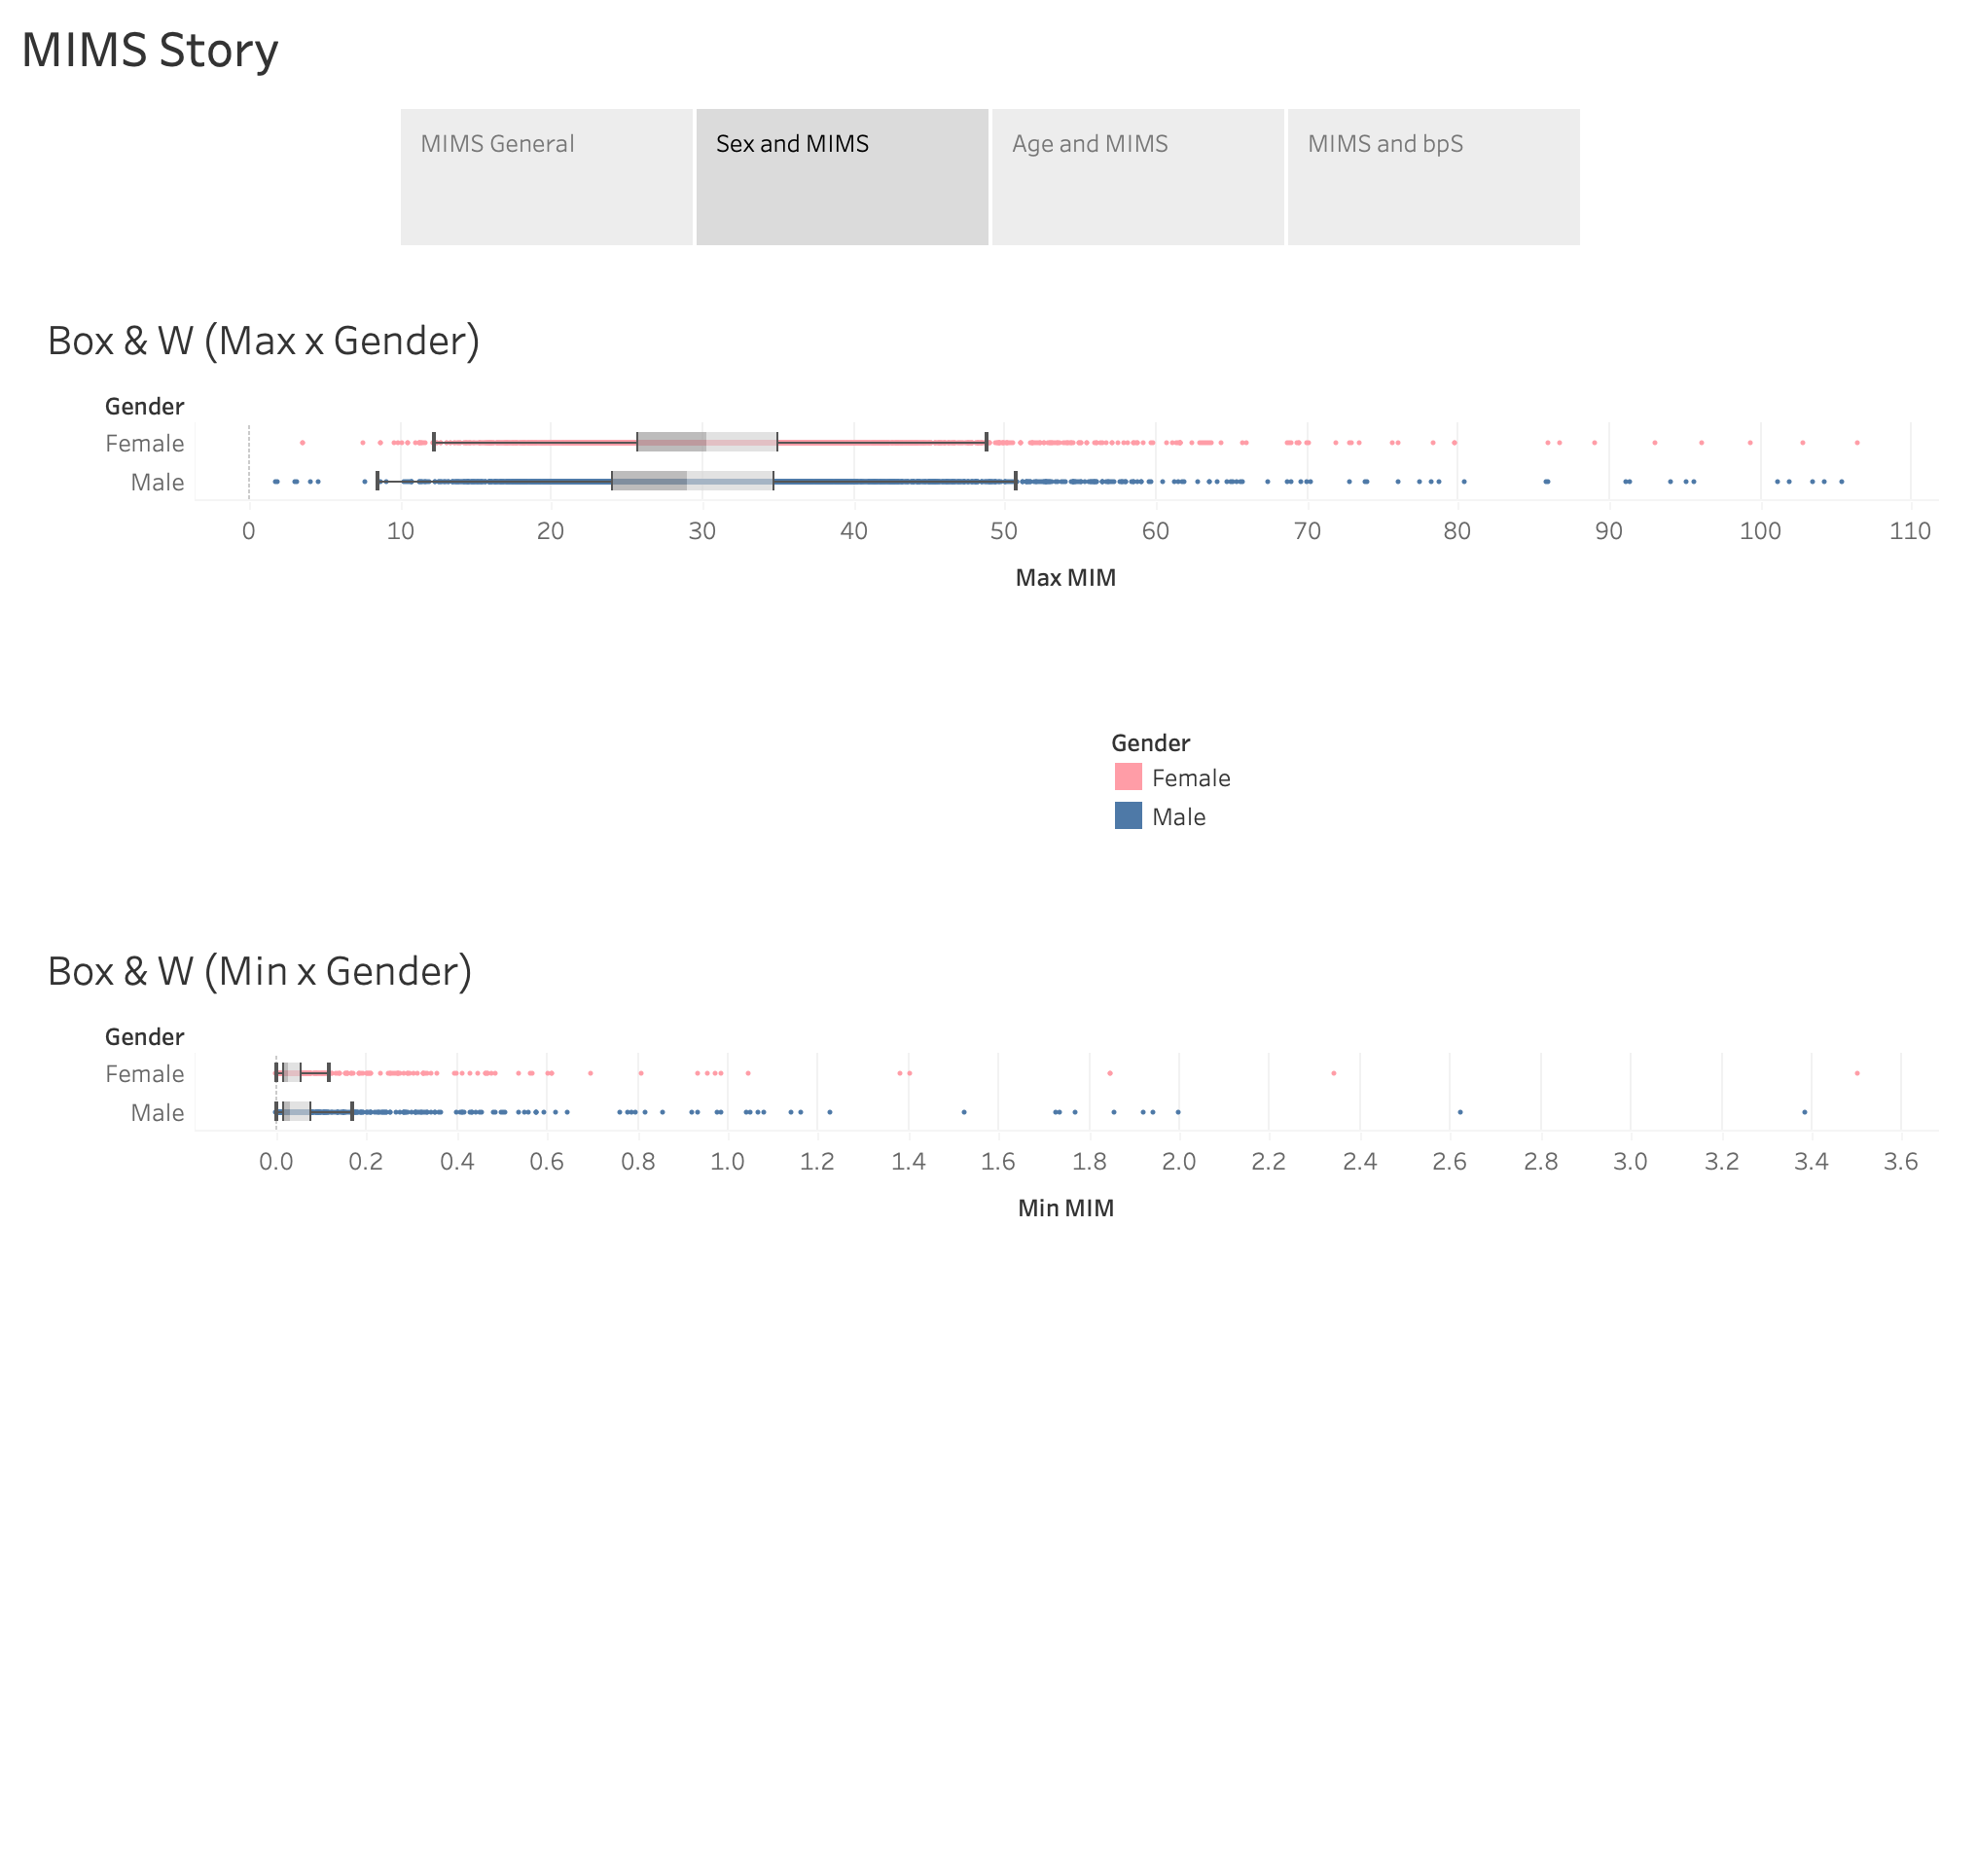 MIMS Story
MIMS General
Sex and MIMS
Age and MIMS
MIMS and bpS
Box & W (Max x Gender)
Gender
Female
Male
0 10 20 30 40 50 60 70 80 90 100 110
Max MIM
Gender
Female
Male
Box & W (Min x Gender)
Gender
Female
Male
0.0 0.2 0.4 0.6 0.8 1.0 1.2 1.4 1.6 1.8 2.0 2.2 2.4 2.6 2.8 3.0 3.2 3.4 3.6
Min MIM